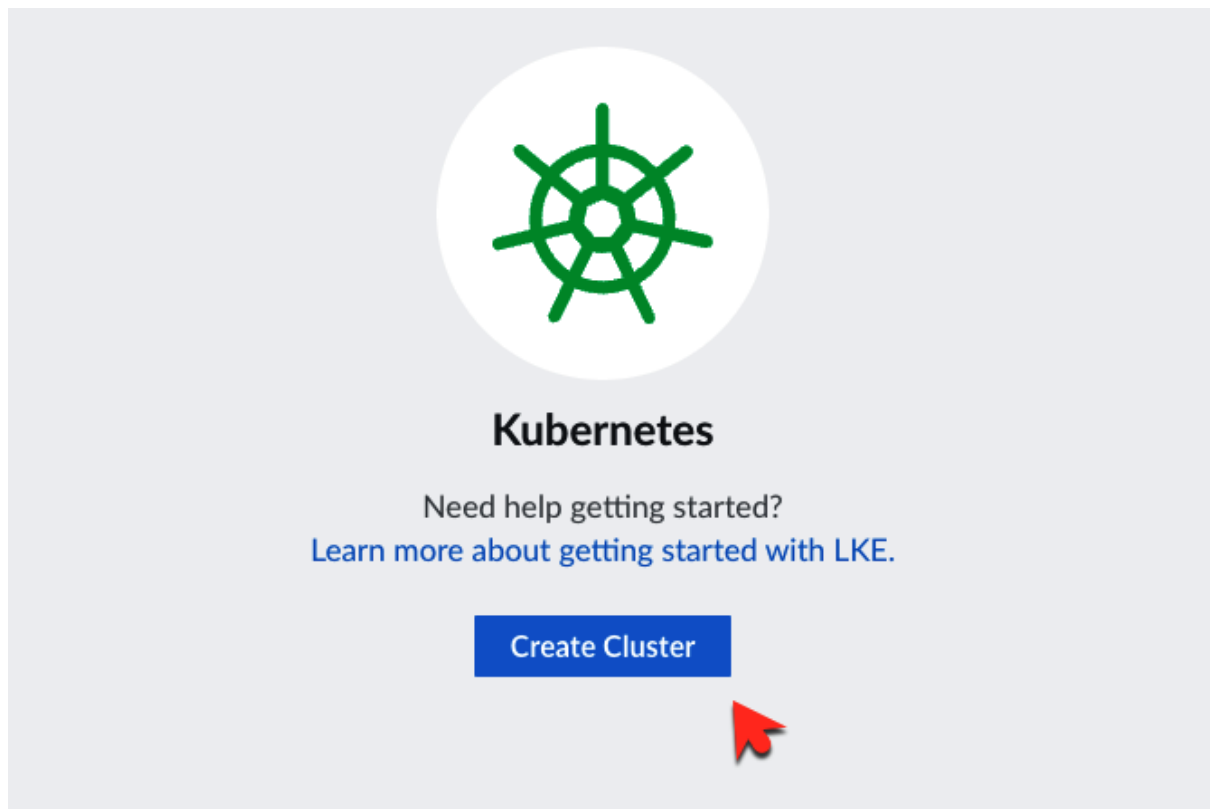 Kubernetes
Need help getting started?
Learn more about getting started with LKE.
Create Cluster